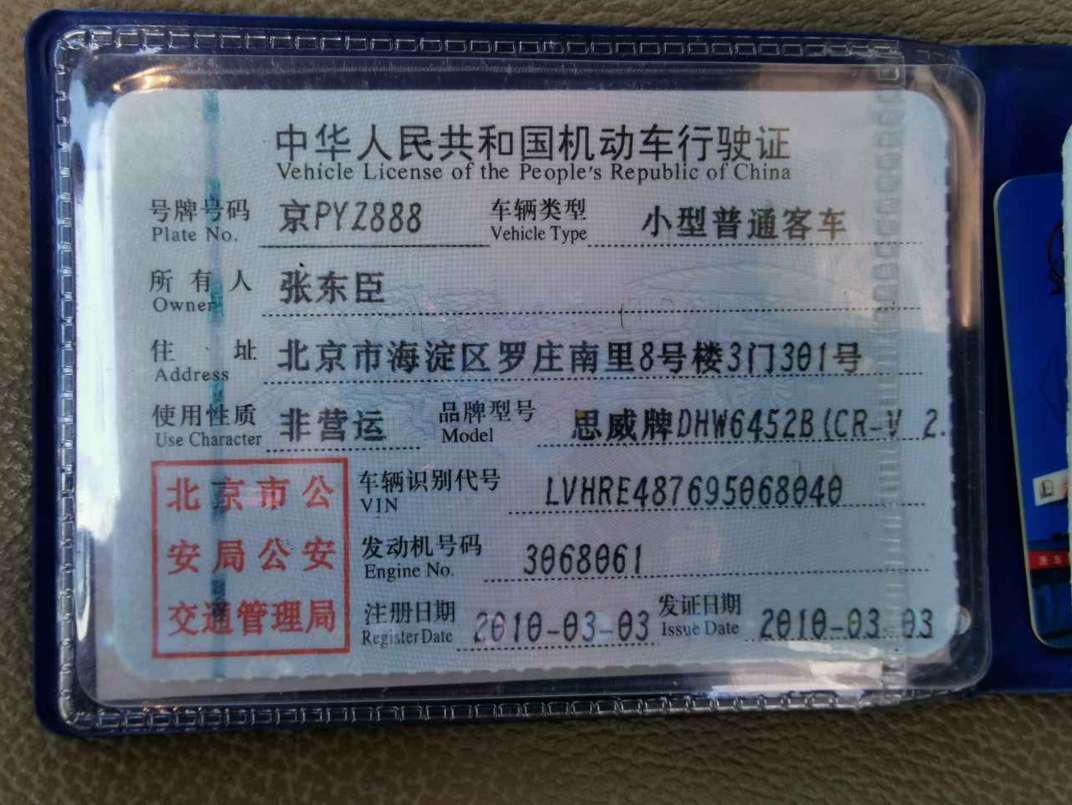 中华人民共和国机动车行驶证
Vehicle License of the People's Republic of China
号牌号码 京PYZ888 车辆类型 小型普通客车
Plate No. Vehicle Type
所有人 张东臣
Owner
住址 北京市海淀区罗庄南里8号楼3门301号
Address
使用性质 非营运 品牌型号 思威牌DHW6452B(CR-V 2.
Use Character Model
车辆识别代号 LVHRE487695068040
VIN
发动机号码 3068061
Engine No.
注册日期 2010-03-03 发证日期 2010-03-03
Register Date Issue Date
北京市公
安局公安
交通管理局